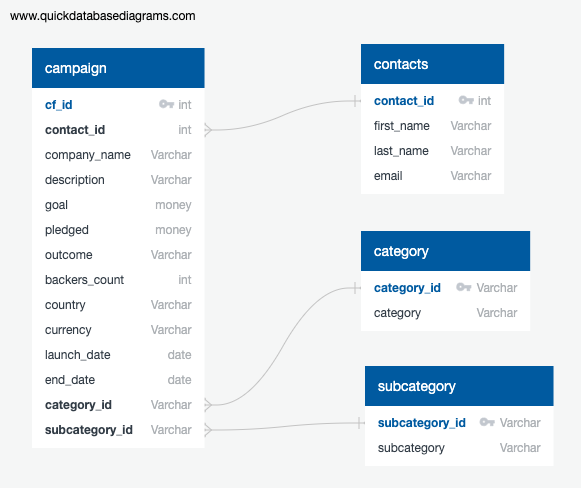 www.quickdatabasediagrams.com
campaign
cf_id int
contact_id int
company_name Varchar
description Varchar
goal money
pledged money
outcome Varchar
backers_count int
country Varchar
currency Varchar
launch_date date
end_date date
category_id Varchar
subcategory_id Varchar
contacts
contact_id int
first_name Varchar
last_name Varchar
email Varchar
category
category_id Varchar
category Varchar
subcategory
subcategory_id Varchar
subcategory Varchar